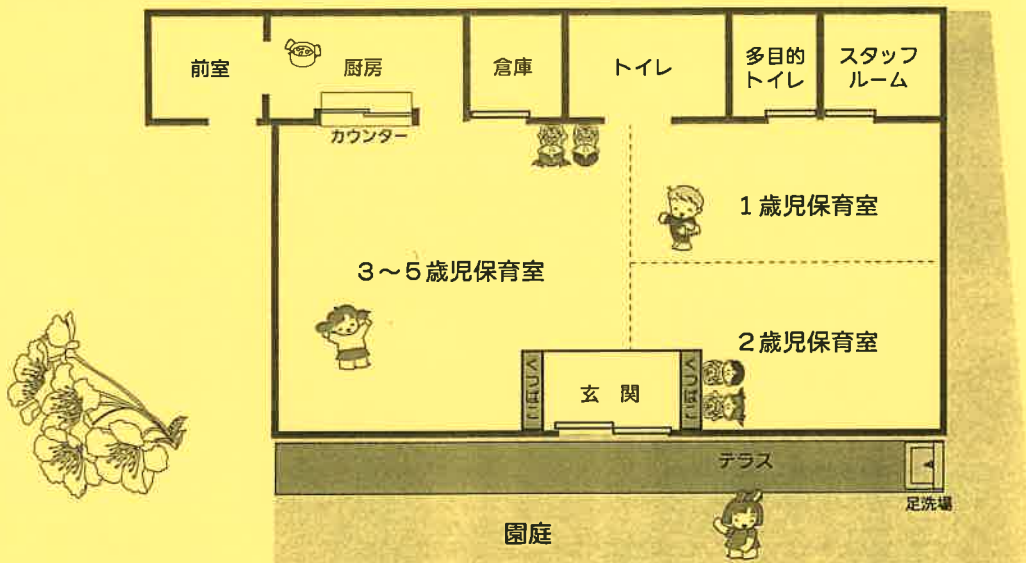 前室
厨房
倉庫
トイレ
多目的
トイレ
スタッフ
ルーム
カウンター
1歳児保育室
3～5歳児保育室
2歳児保育室
くつばこ
玄 関
くつばこ
テラス
足洗場
園庭